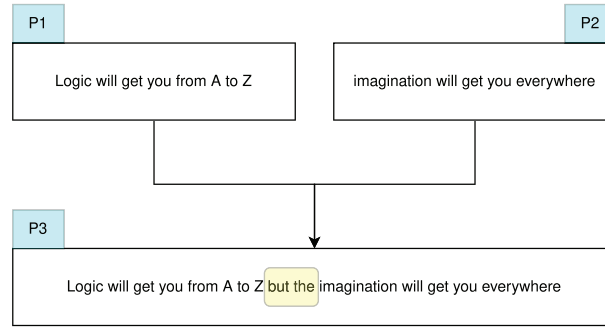 P1
P2
Logic will get you from A to Z
imagination will get you everywhere
P3
Logic will get you from A to Z but the imagination will get you everywhere